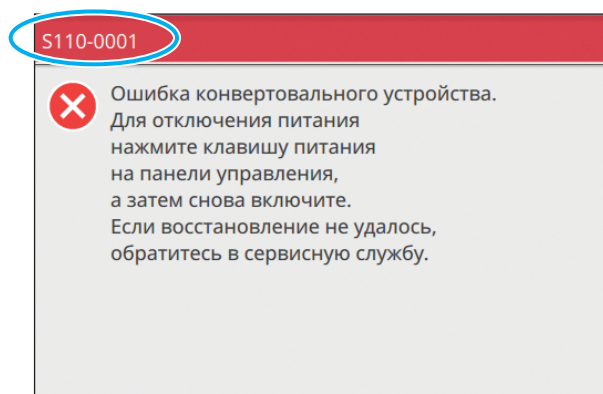 S110-0001
Ошибка конвертовального устройства.
Для отключения питания
нажмите клавишу питания
на панели управления,
а затем снова включите.
Если восстановление не удалось,
обратитесь в сервисную службу.